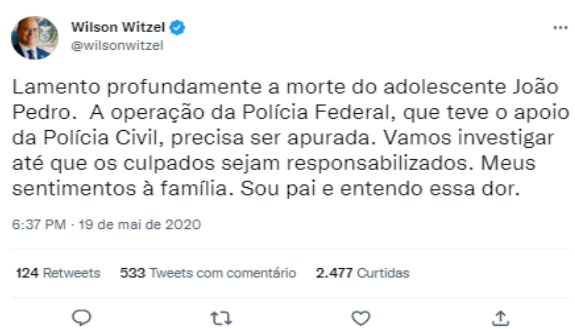 Wilson Witzel
@wilsonwitzel
Lamento profundamente a morte do adolescente João
Pedro. A operação da Polícia Federal, que teve o apoio
da Polícia Civil, precisa ser apurada. Vamos investigar
até que os culpados sejam responsabilizados. Meus
sentimentos à família. Sou pai e entendo essa dor.
6:37 PM · 19 de mai de 2020
124 Retweets 533 Tweets com comentário 2.477 Curtidas